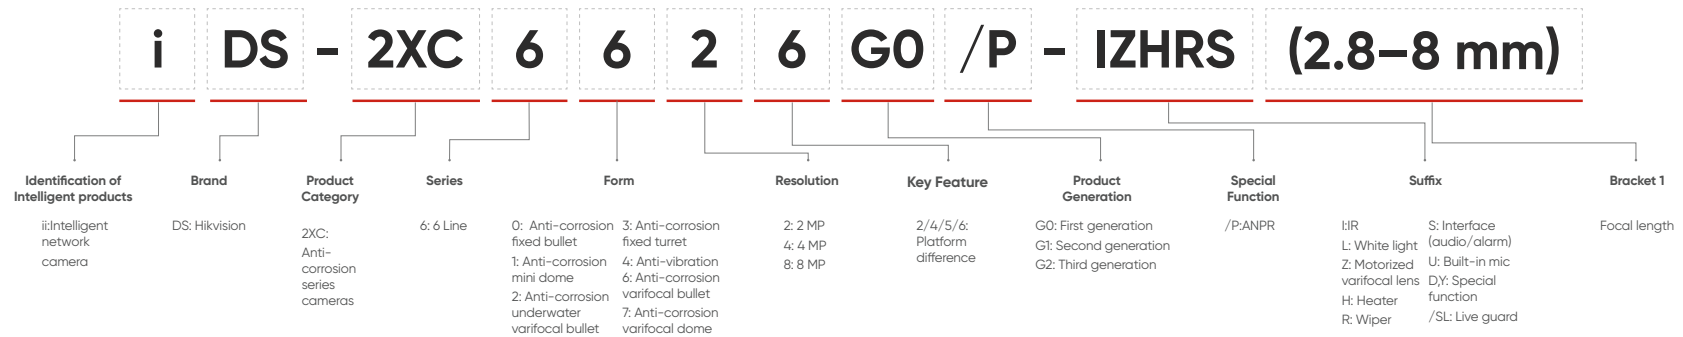 i DS - 2XC 6 6 2 6 G0 /P - IZHRS (2.8–8 mm)
Identification of
Intelligent products
ii:Intelligent
network
camera
Brand
DS: Hikvision
Product
Category
2XC:
Anti-
corrosion
series
cameras
Series
6: 6 Line
Form
0: Anti-corrosion
fixed bullet
1: Anti-corrosion
mini dome
2: Anti-corrosion
underwater
varifocal bullet
3: Anti-corrosion
fixed turret
4: Anti-vibration
6: Anti-corrosion
varifocal bullet
7: Anti-corrosion
varifocal dome
Resolution
2: 2 MP
4: 4 MP
8: 8 MP
Key Feature
2/4/5/6:
Platform
difference
Product
Generation
G0: First generation
G1: Second generation
G2: Third generation
Special
Function
/P:ANPR
Suffix
I:IR
L: White light
Z: Motorized
varifocal lens
H: Heater
R: Wiper
S: Interface
(audio/alarm)
U: Built-in mic
D,Y: Special
function
/SL: Live guard
Bracket 1
Focal length